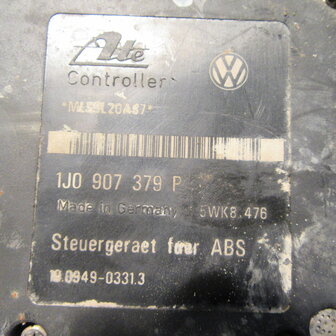 Ate
Controller
1J0 907 379 P
Made in Germany 5WK8 476
Steuergeraet fuer ABS
10.0949-0331.3